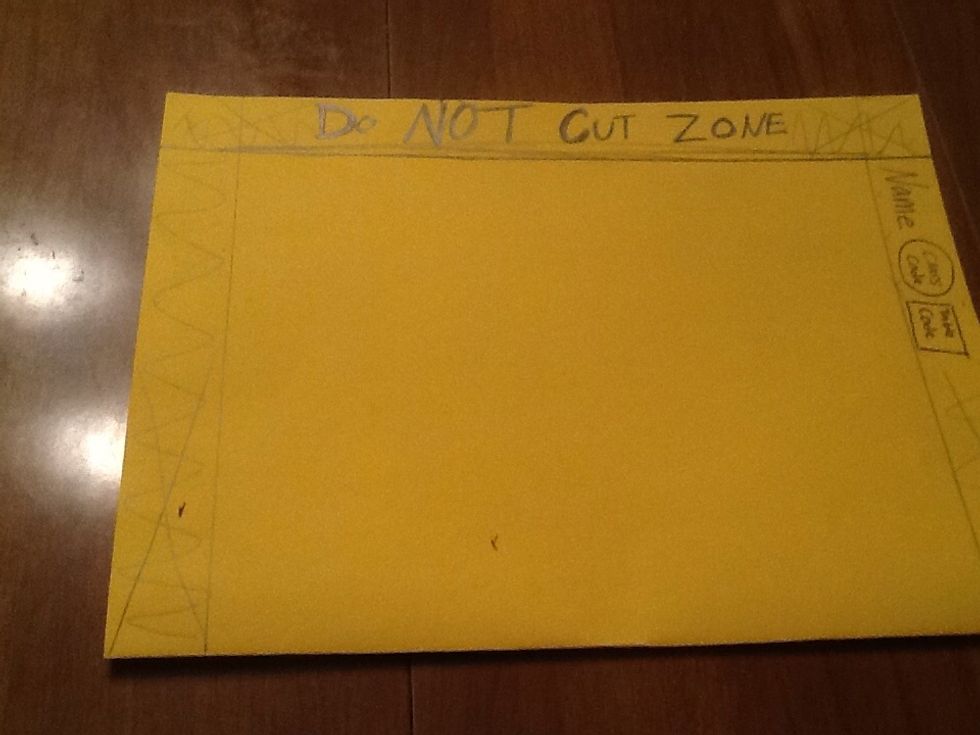 Do NOT CUT ZONE
Name
Class
Code
Table
Code